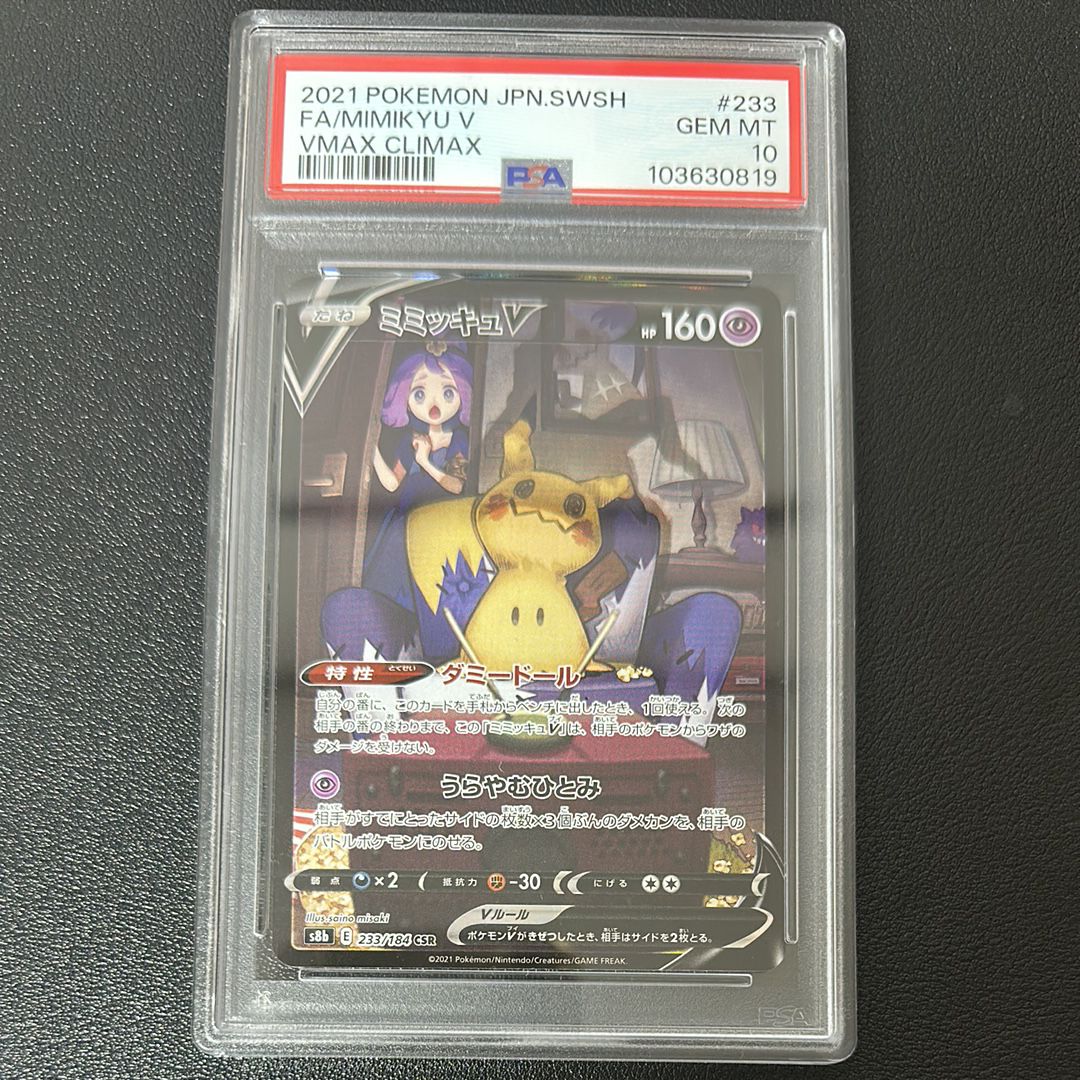 2021 POKEMON JPN.SWSH #233
FA/MIMIKYU V GEM MT
VMAX CLIMAX 10
PSA 103630819
たね ミミッキュV HP 160
特性 とくせい ダミードール
自分の番に、このカードを手札からベンチに出したとき、1回使える。次の
相手の番の終わりまで、この「ミミッキュV」は、相手のポケモンからワザの
ダメージを受けない。
うらやむひとみ
相手がすでにとったサイドの枚数×3個ぶんのダメカンを、相手の
バトルポケモンにのせる。
弱点 ×2 抵抗力 -30 にげる
Illus.saino misaki
Vルール
ポケモンVがきぜつしたとき、相手はサイドを2枚とる。
s8b E 233/184 CSR
©2021 Pokémon/Nintendo/Creatures/GAME FREAK.
PSA